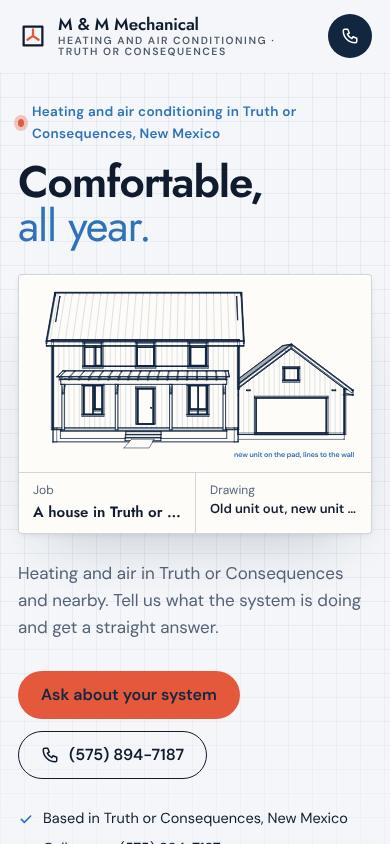 M & M Mechanical
HEATING AND AIR CONDITIONING ·
TRUTH OR CONSEQUENCES
Heating and air conditioning in Truth or
Consequences, New Mexico
Comfortable,
all year.
new unit on the pad, lines to the wall
Job
A house in Truth or ...
Drawing
Old unit out, new unit ...
Heating and air in Truth or Consequences
and nearby. Tell us what the system is doing
and get a straight answer.
Ask about your system
(575) 894-7187
Based in Truth or Consequences, New Mexico